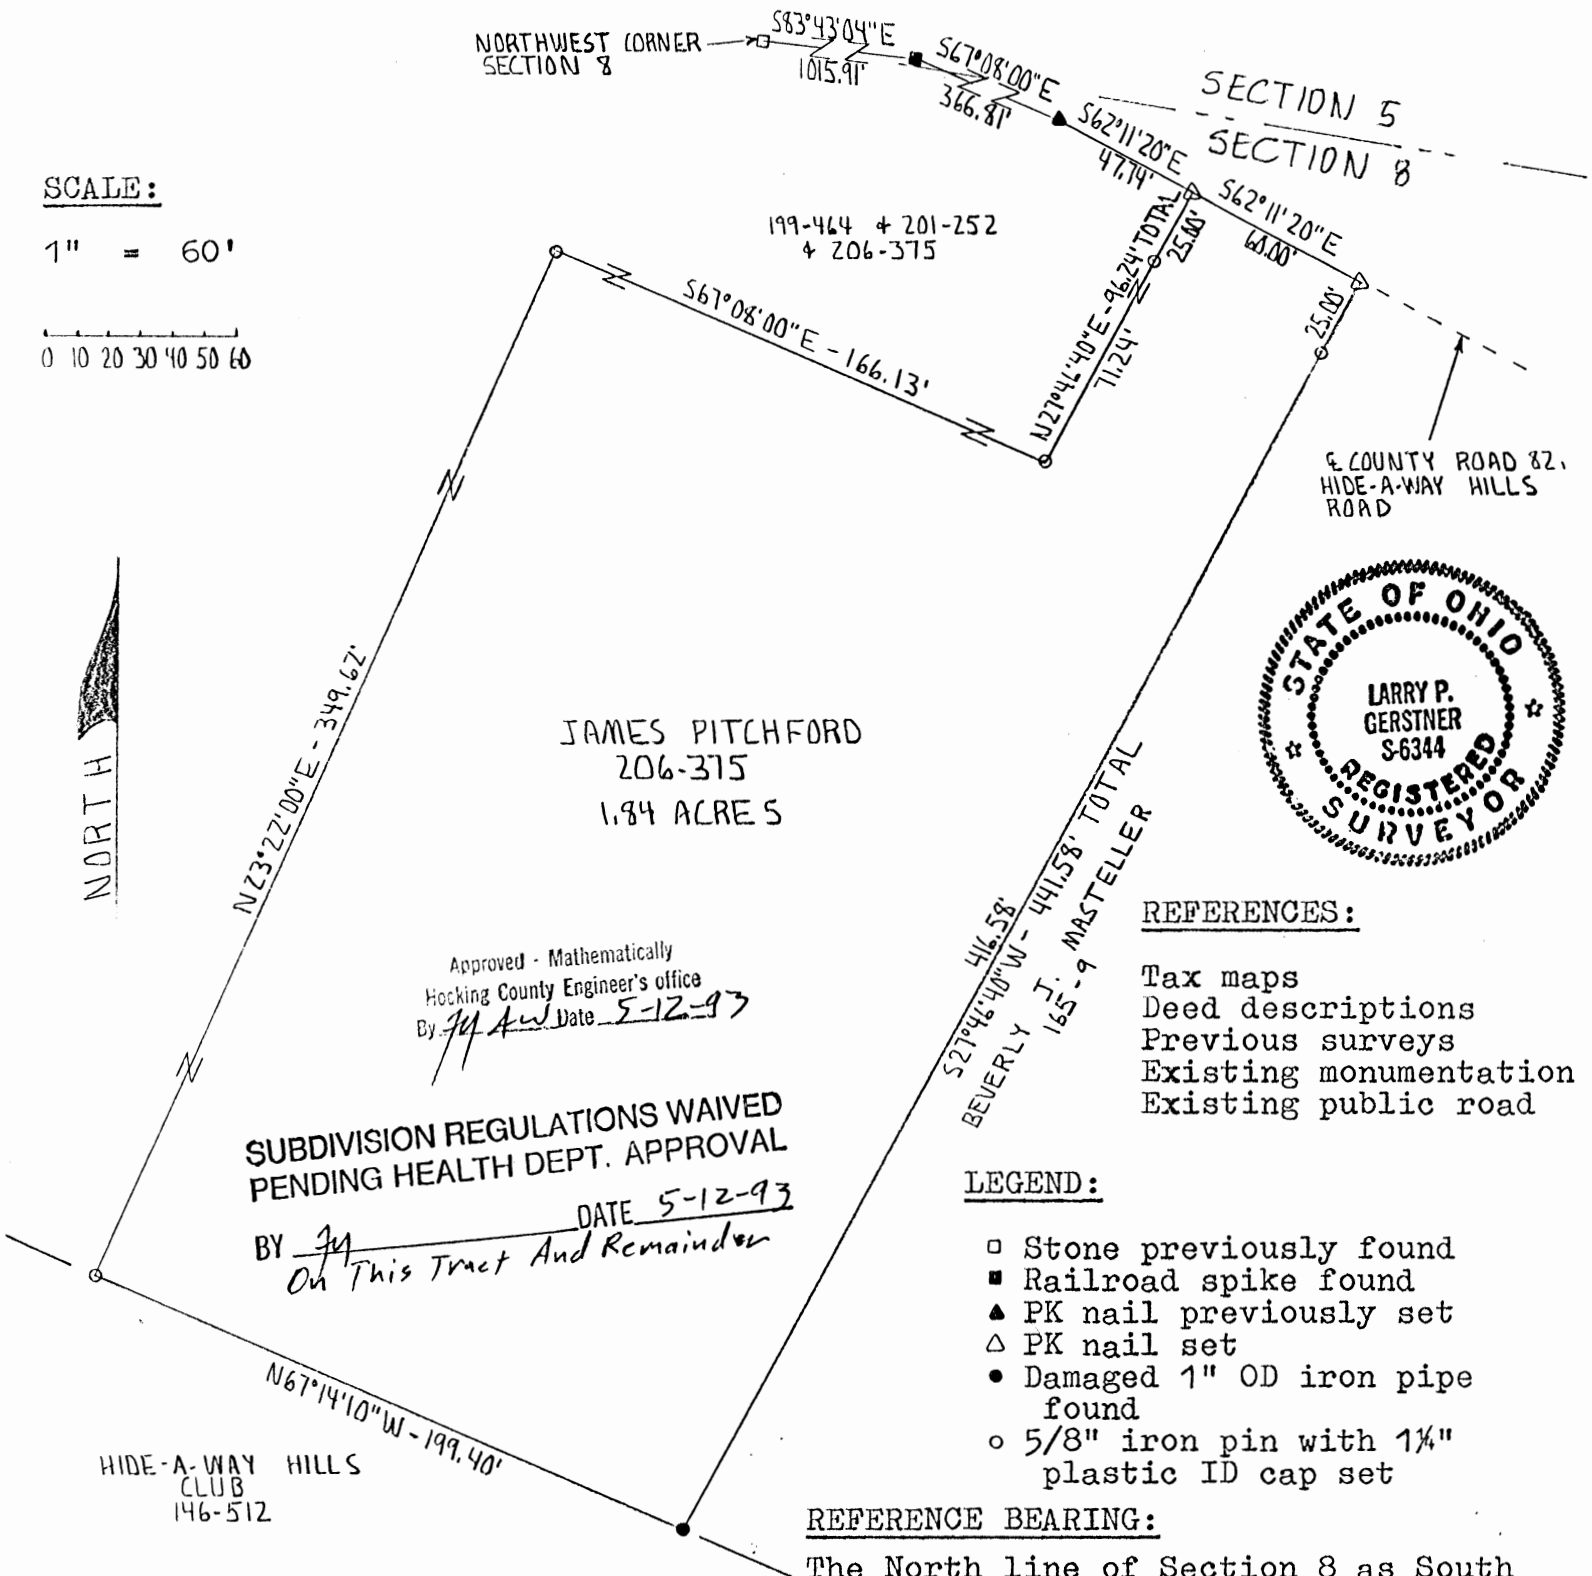 NORTHWEST CORNER
SECTION 8
S83°43'04"E
1015.91'
S67°08'00"E
366.81'
S62°11'20"E
47.74'
SECTION 5
SECTION 8
S62°11'20"E
60.00'
SCALE:
1" = 60'
0 10 20 30 40 50 60
199-464 & 201-252
& 206-375
S67°08'00"E - 166.13'
N27°46'40"E - 96.24' TOTAL
25.00'
71.24'
25.00'
℄ COUNTY ROAD 82,
HIDE-A-WAY HILLS
ROAD
NORTH
N23°22'00"E - 349.62'
JAMES PITCHFORD
206-375
1.84 ACRES
STATE OF OHIO
LARRY P.
GERSTNER
S-6344
REGISTERED
SURVEYOR
416.58'
S27°46'40"W - 441.58' TOTAL
BEVERLY J. MASTELLER
165-9
Approved - Mathematically
Hocking County Engineer's office
By Date 5-12-93
SUBDIVISION REGULATIONS WAIVED
PENDING HEALTH DEPT. APPROVAL
BY DATE 5-12-93
On This Tract And Remainder
REFERENCES:
Tax maps
Deed descriptions
Previous surveys
Existing monumentation
Existing public road
LEGEND:
Stone previously found
Railroad spike found
PK nail previously set
PK nail set
Damaged 1" OD iron pipe
found
5/8" iron pin with 1¼"
plastic ID cap set
N67°14'10"W - 199.40'
HIDE-A-WAY HILLS
CLUB
146-512
REFERENCE BEARING:
The North line of Section 8 as South